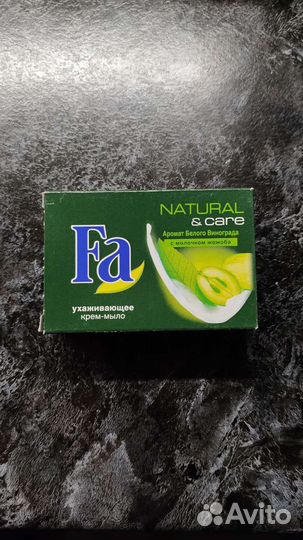 NATURAL
& care
Аромат Белого Винограда
с молочком жожоба
Fa
ухаживающее
крем-мыло
Avito